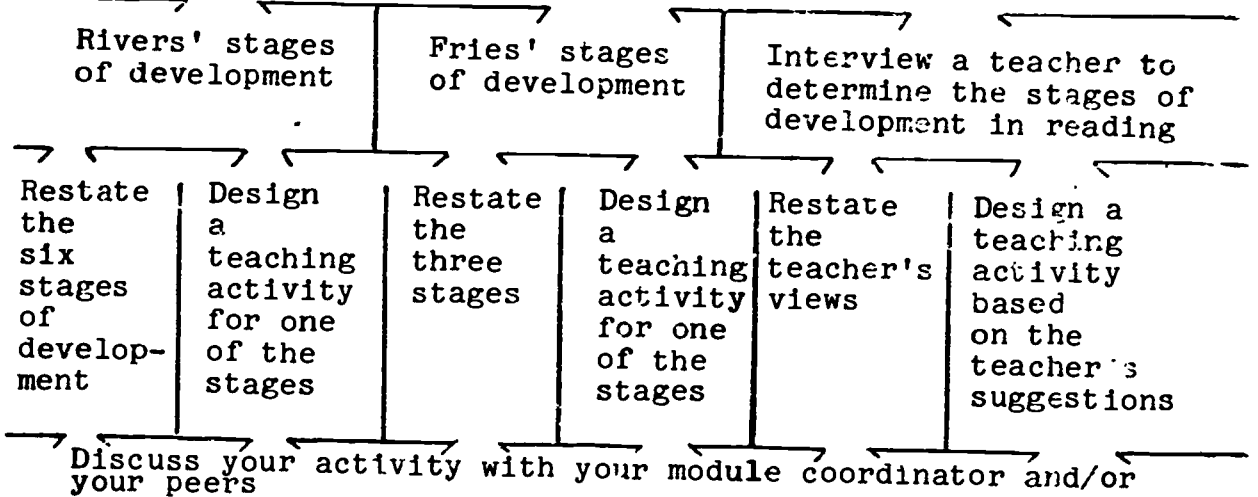 Rivers' stages
of development
Fries' stages
of development
Interview a teacher to
determine the stages of
development in reading
Restate
the
six
stages
of
develop-
ment
Design
a
teaching
activity
for one
of the
stages
Restate
the
three
stages
Design
a
teaching
activity
for one
of the
stages
Restate
the
teacher's
views
Design a
teaching
activity
based
on the
teacher's
suggestions
Discuss your activity with your module coordinator and/or
your peers